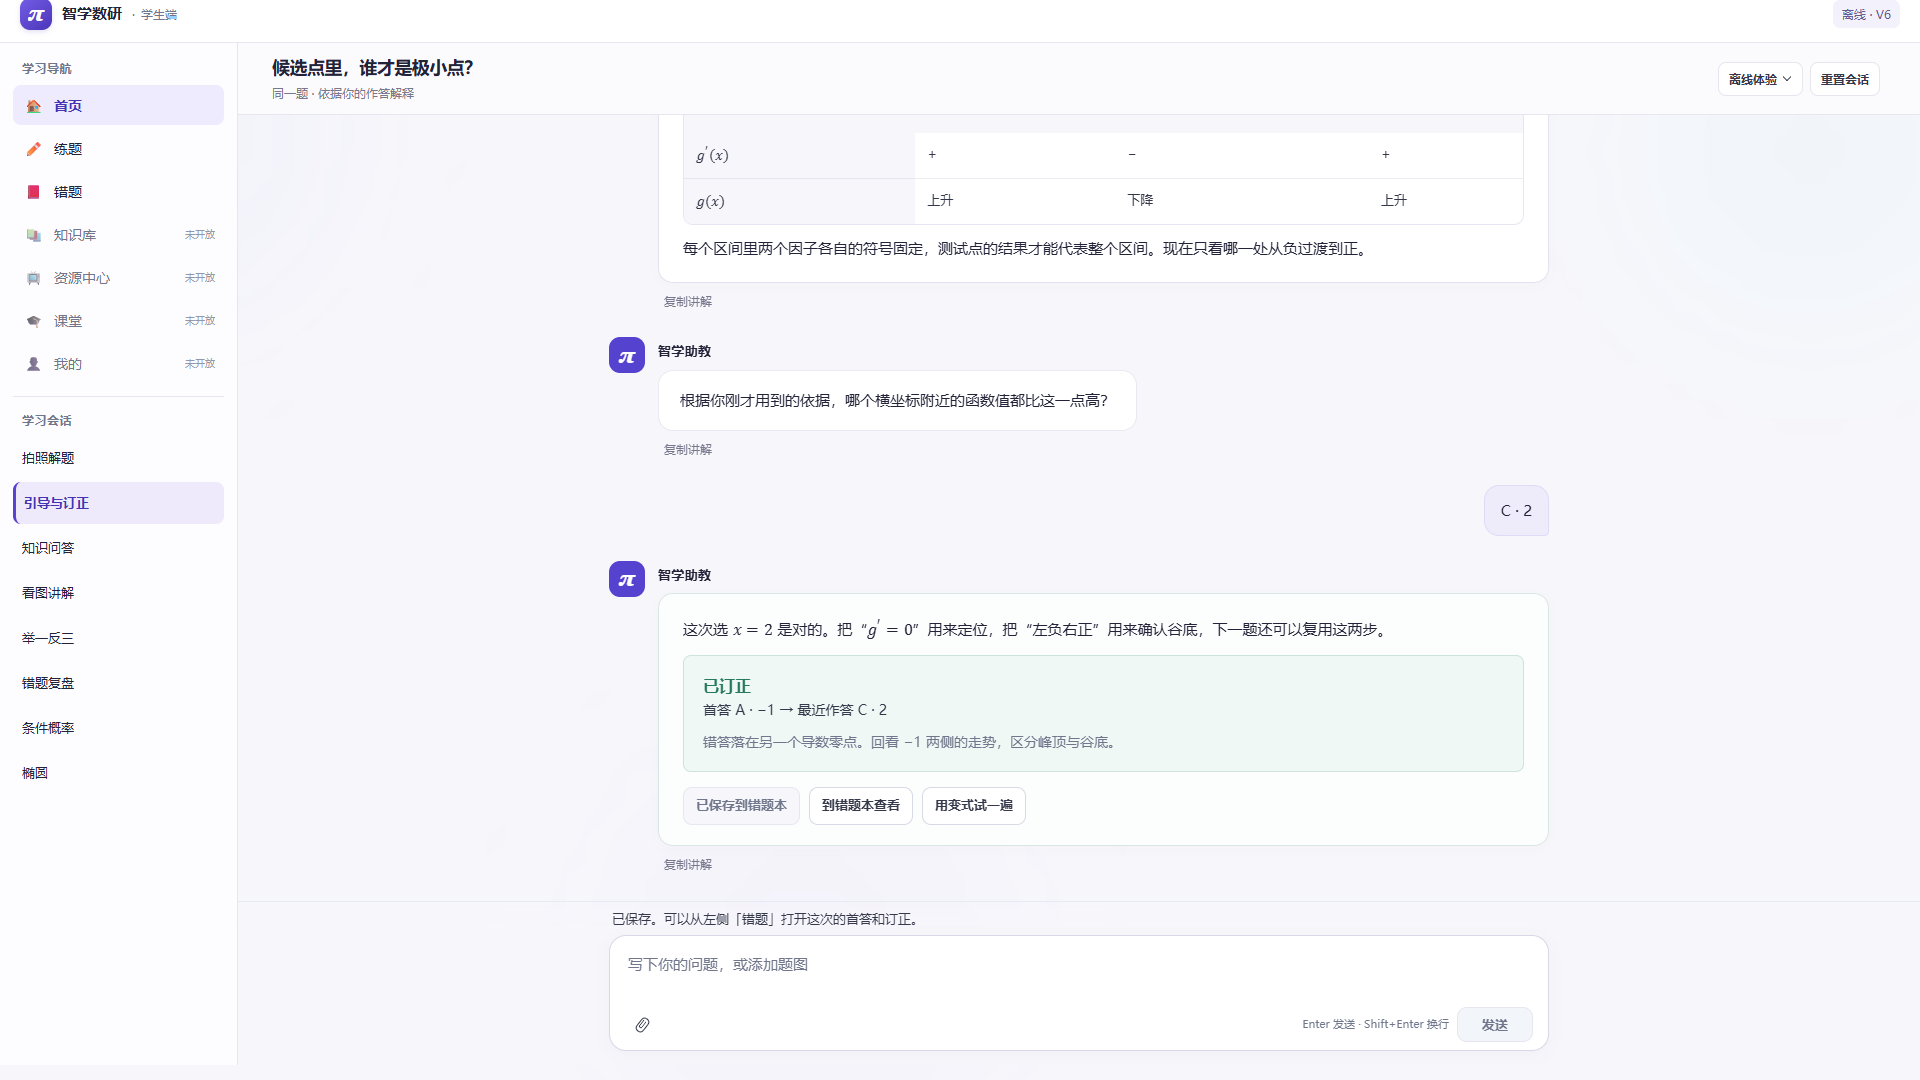 π 智学数研 · 学生端
离线 · V6
学习导航
首页
练题
错题
知识库 未开放
资源中心 未开放
课堂 未开放
我的 未开放
学习会话
拍照解题
引导与订正
知识问答
看图讲解
举一反三
错题复盘
条件概率
椭圆
候选点里，谁才是极小点？
同一题 · 依据你的作答解释
离线体验
重置会话
g′(x) + − +
g(x) 上升 下降 上升
每个区间里两个因子各自的符号固定，测试点的结果才能代表整个区间。现在只看哪一处从负过渡到正。
复制讲解
π 智学助教
根据你刚才用到的依据，哪个横坐标附近的函数值都比这一点高？
复制讲解
C · 2
π 智学助教
这次选 x = 2 是对的。把“g′ = 0”用来定位，把“左负右正”用来确认谷底，下一题还可以复用这两步。
已订正
首答 A · −1 → 最近作答 C · 2
错答落在另一个导数零点。回看 −1 两侧的走势，区分峰顶与谷底。
已保存到错题本 到错题本查看 用变式试一遍
复制讲解
已保存。可以从左侧「错题」打开这次的首答和订正。
写下你的问题，或添加题图
Enter 发送 · Shift+Enter 换行 发送